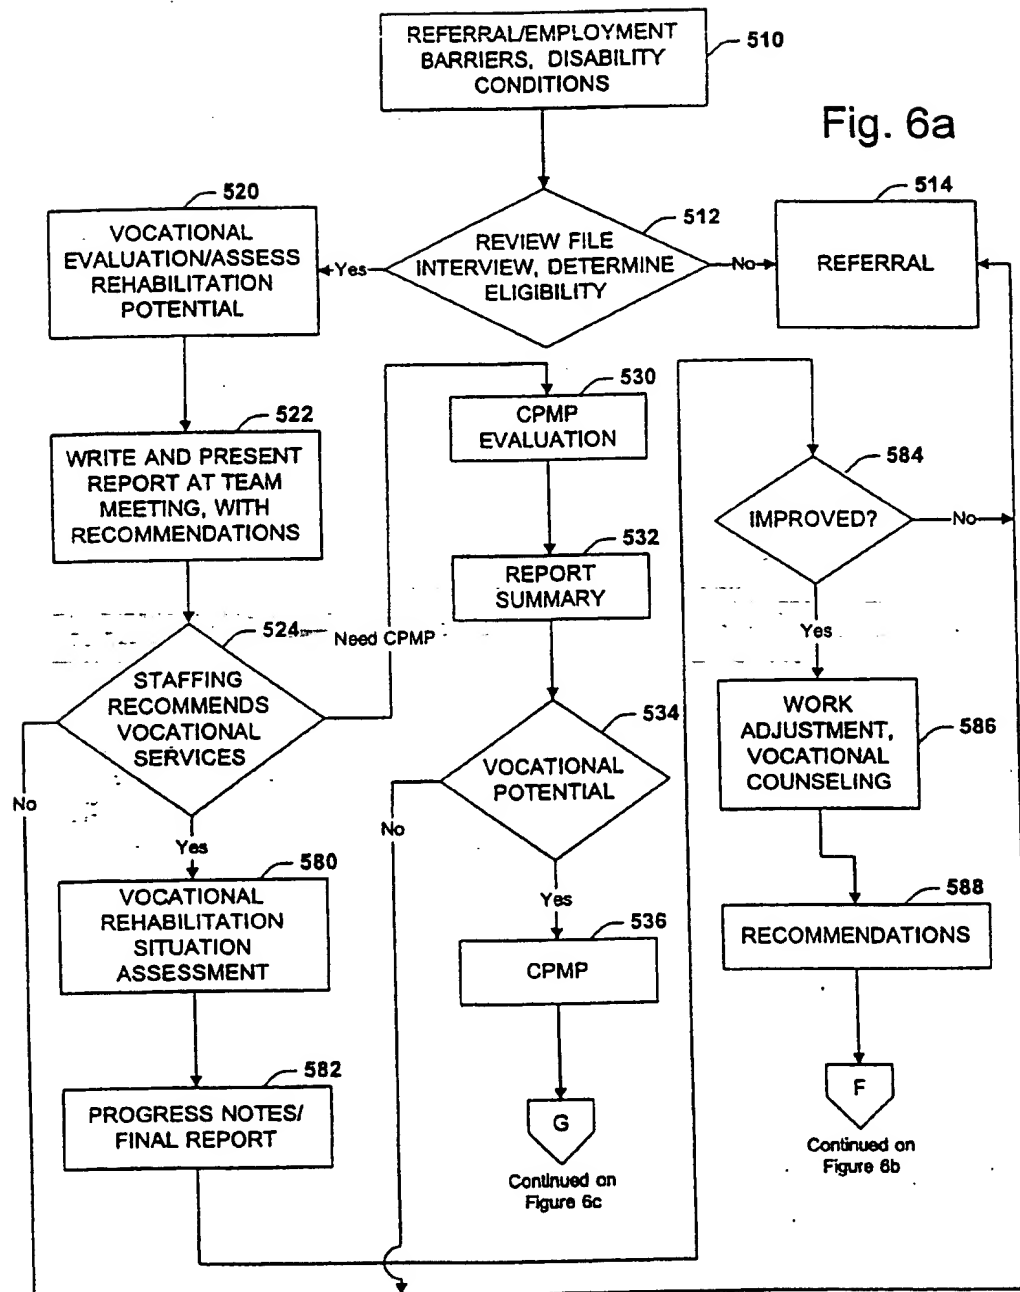 REFERRAL/EMPLOYMENT
BARRIERS, DISABILITY
CONDITIONS
510
Fig. 6a
520
VOCATIONAL
EVALUATION/ASSESS
REHABILITATION
POTENTIAL
Yes
REVIEW FILE
INTERVIEW, DETERMINE
ELIGIBILITY
512
No
514
REFERRAL
522
WRITE AND PRESENT
REPORT AT TEAM
MEETING, WITH
RECOMMENDATIONS
524
STAFFING
RECOMMENDS
VOCATIONAL
SERVICES
Need CPMP
No
Yes
580
VOCATIONAL
REHABILITATION
SITUATION
ASSESSMENT
582
PROGRESS NOTES/
FINAL REPORT
530
CPMP
EVALUATION
532
REPORT
SUMMARY
534
VOCATIONAL
POTENTIAL
No
Yes
536
CPMP
G
Continued on
Figure 6c
584
IMPROVED?
No
Yes
586
WORK
ADJUSTMENT,
VOCATIONAL
COUNSELING
588
RECOMMENDATIONS
F
Continued on
Figure 6b